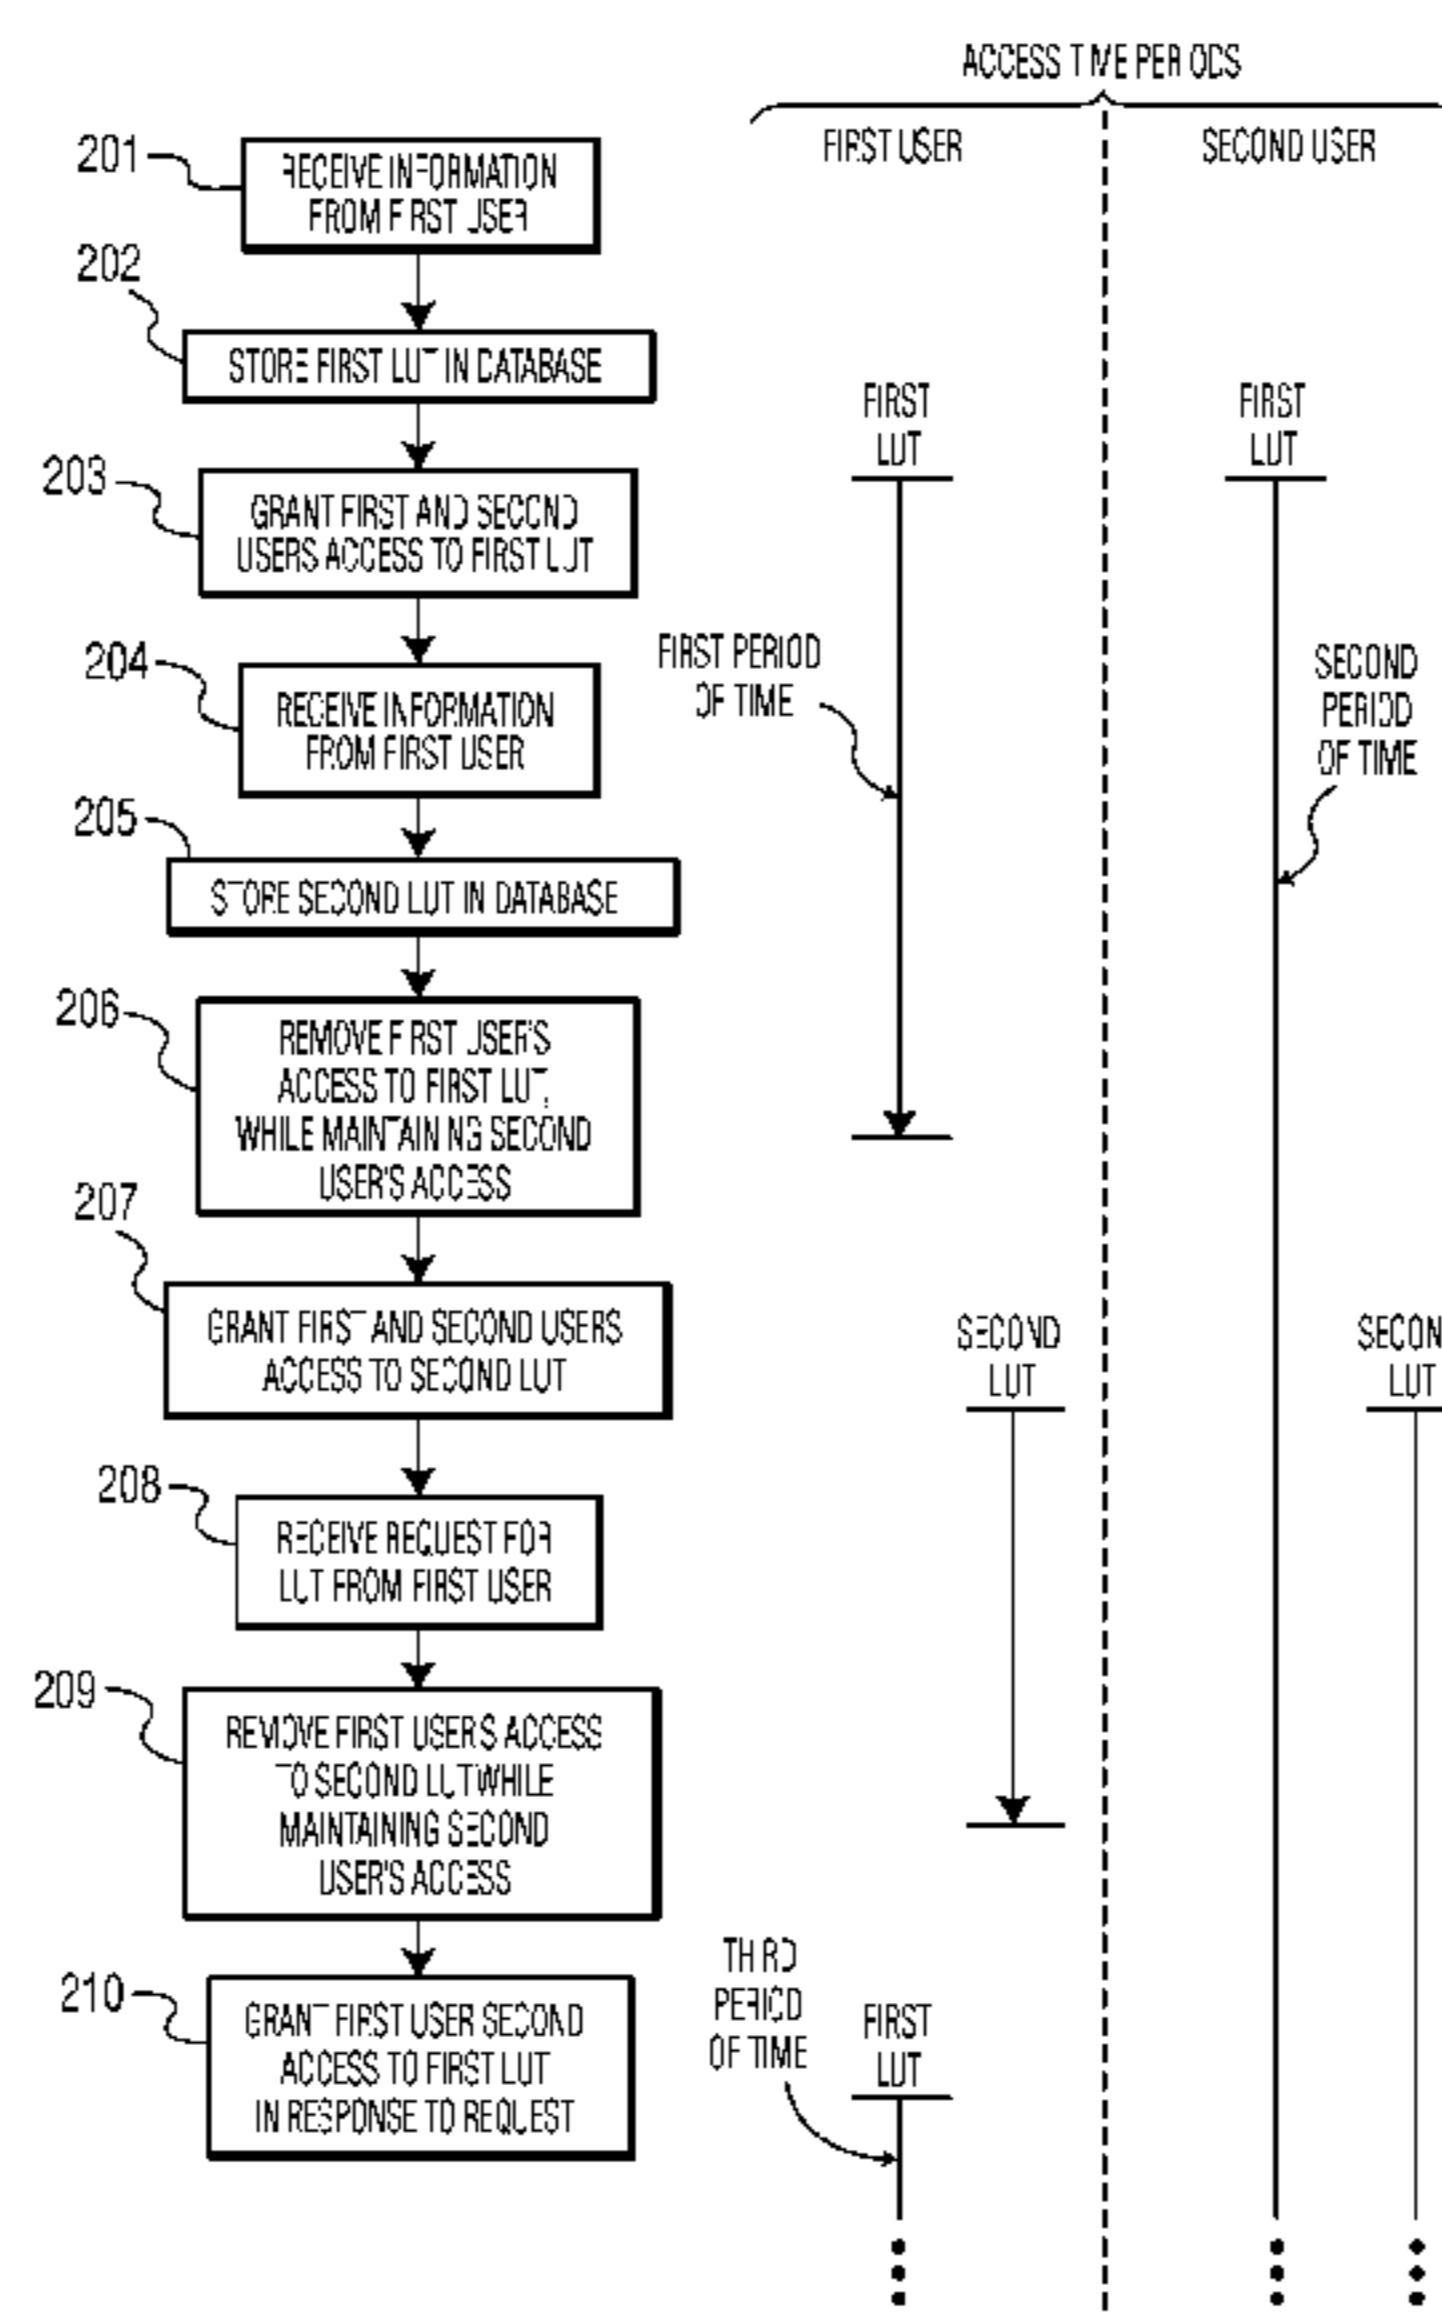 ACCESS TIME PERIODS
FIRST USER
SECOND USER
201
RECEIVE INFORMATION
FROM FIRST USER
202
STORE FIRST LUT IN DATABASE
FIRST
LUT
FIRST
LUT
203
GRANT FIRST AND SECOND
USERS ACCESS TO FIRST LUT
204
RECEIVE INFORMATION
FROM FIRST USER
FIRST PERIOD
OF TIME
SECOND
PERIOD
OF TIME
205
STORE SECOND LUT IN DATABASE
206
REMOVE FIRST USER'S
ACCESS TO FIRST LUT,
WHILE MAINTAINING SECOND
USER'S ACCESS
207
GRANT FIRST AND SECOND USERS
ACCESS TO SECOND LUT
SECOND
LUT
SECON
LUT
208
RECEIVE REQUEST FOR
LUT FROM FIRST USER
209
REMOVE FIRST USER'S ACCESS
TO SECOND LUT WHILE
MAINTAINING SECOND
USER'S ACCESS
210
GRANT FIRST USER SECOND
ACCESS TO FIRST LUT
IN RESPONSE TO REQUEST
THIRD
PERIOD
OF TIME
FIRST
LUT